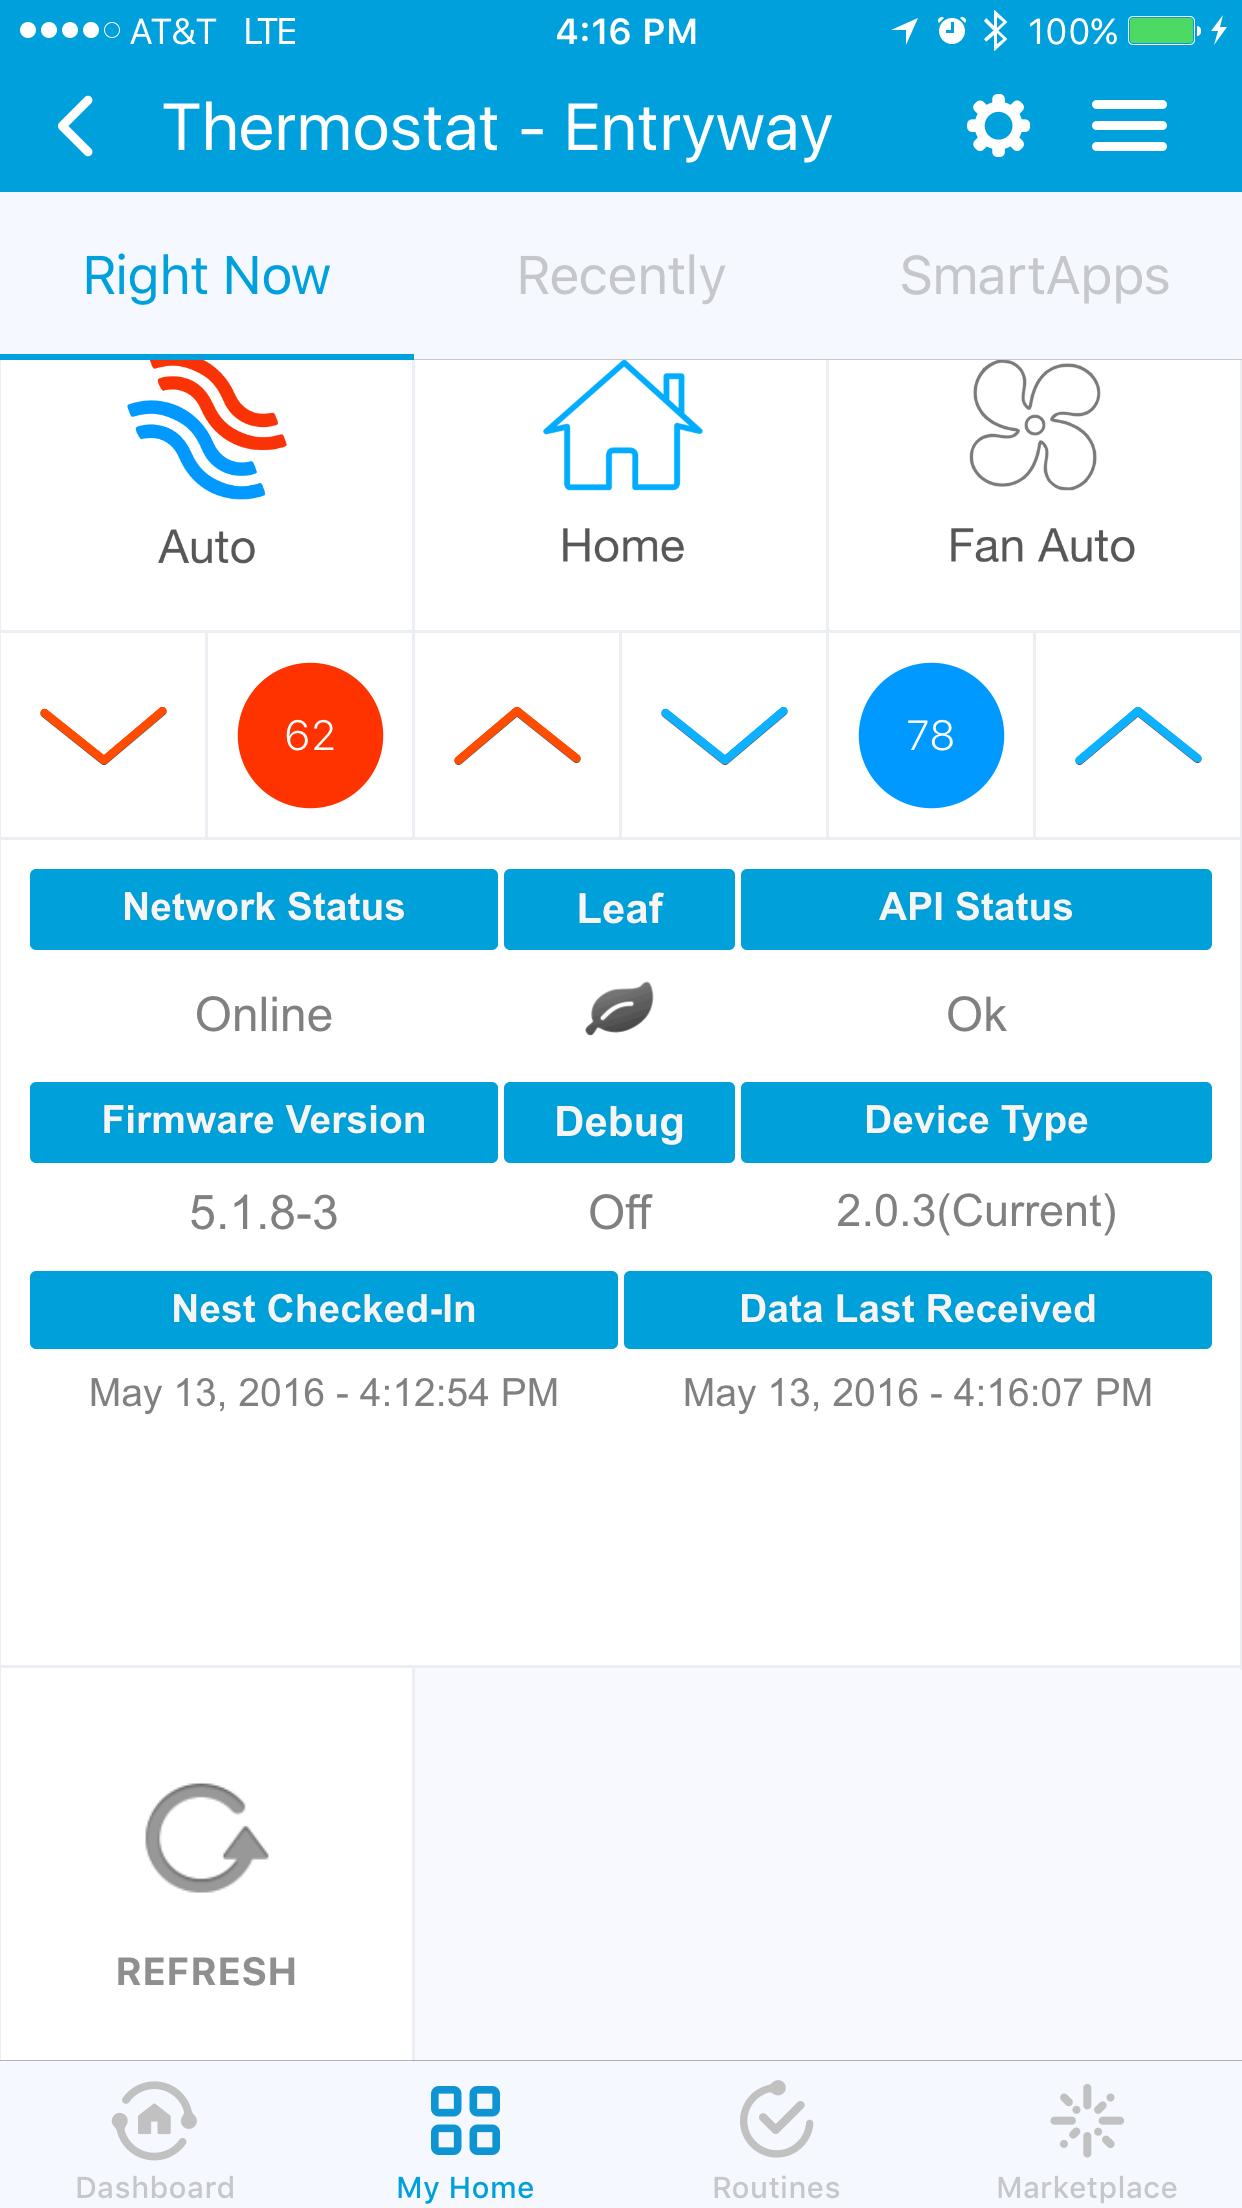 AT&T LTE 4:16 PM 100%
Thermostat - Entryway
Right Now Recently SmartApps
Auto Home Fan Auto
62 78
Network Status Leaf API Status
Online Ok
Firmware Version Debug Device Type
5.1.8-3 Off 2.0.3(Current)
Nest Checked-In Data Last Received
May 13, 2016 - 4:12:54 PM May 13, 2016 - 4:16:07 PM
REFRESH
Dashboard My Home Routines Marketplace